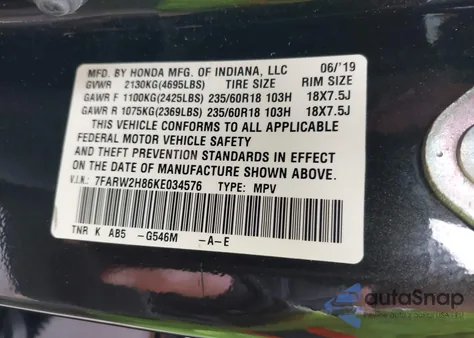 MFD. BY HONDA MFG. OF INDIANA, LLC 06/'19
GVWR 2130KG(4695LBS) TIRE SIZE RIM SIZE
GAWR F 1100KG(2425LBS) 235/60R18 103H 18X7.5J
GAWR R 1075KG(2369LBS) 235/60R18 103H 18X7.5J
THIS VEHICLE CONFORMS TO ALL APPLICABLE
FEDERAL MOTOR VEHICLE SAFETY
AND THEFT PREVENTION STANDARDS IN EFFECT
ON THE DATE OF MANUFACTURE SHOWN ABOVE.
V.I.N.: 7FARW2H86KE034576 TYPE: MPV
TNR K AB5 -G546M -A-E
autoSnap